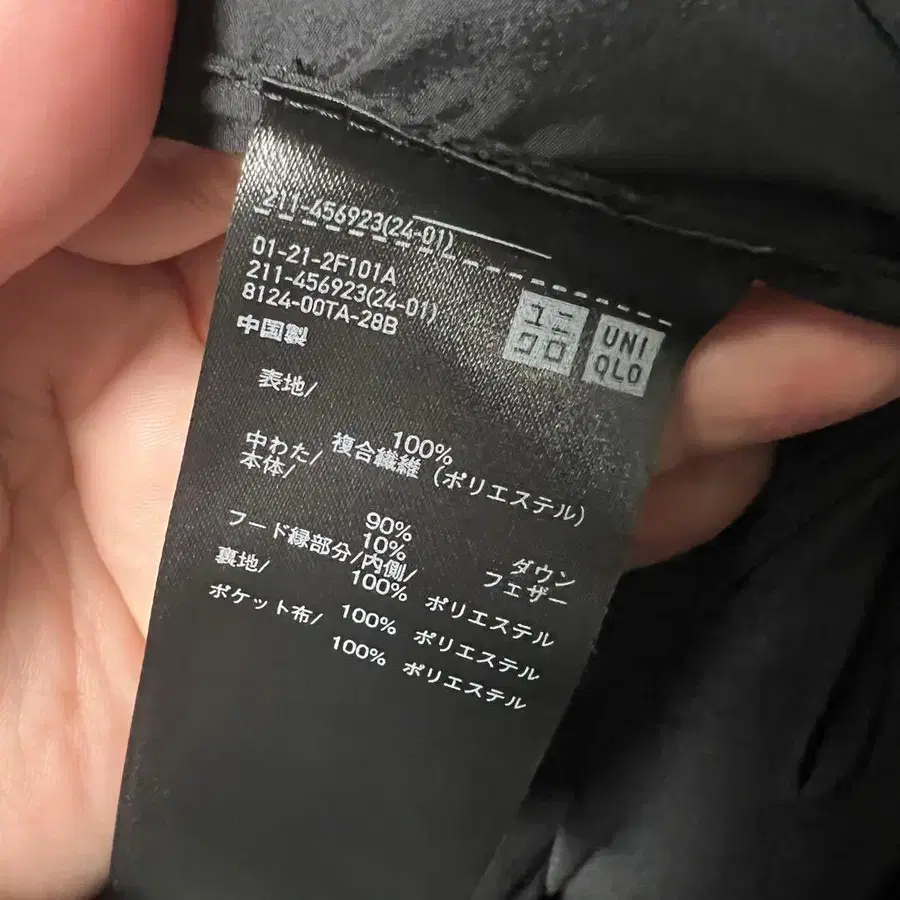 211-456923(24-01)
01-21-2F101A
211-456923(24-01)
8124-00TA-28B
中国製
ユニ
クロ
UNI
QLO
表地/
100%
複合繊維 (ポリエステル)
中わた/
本体/
90% ダウン
10% フェザー
フード縁部分/内側/
100% ポリエステル
裏地/
100% ポリエステル
ポケット布/
100% ポリエステル